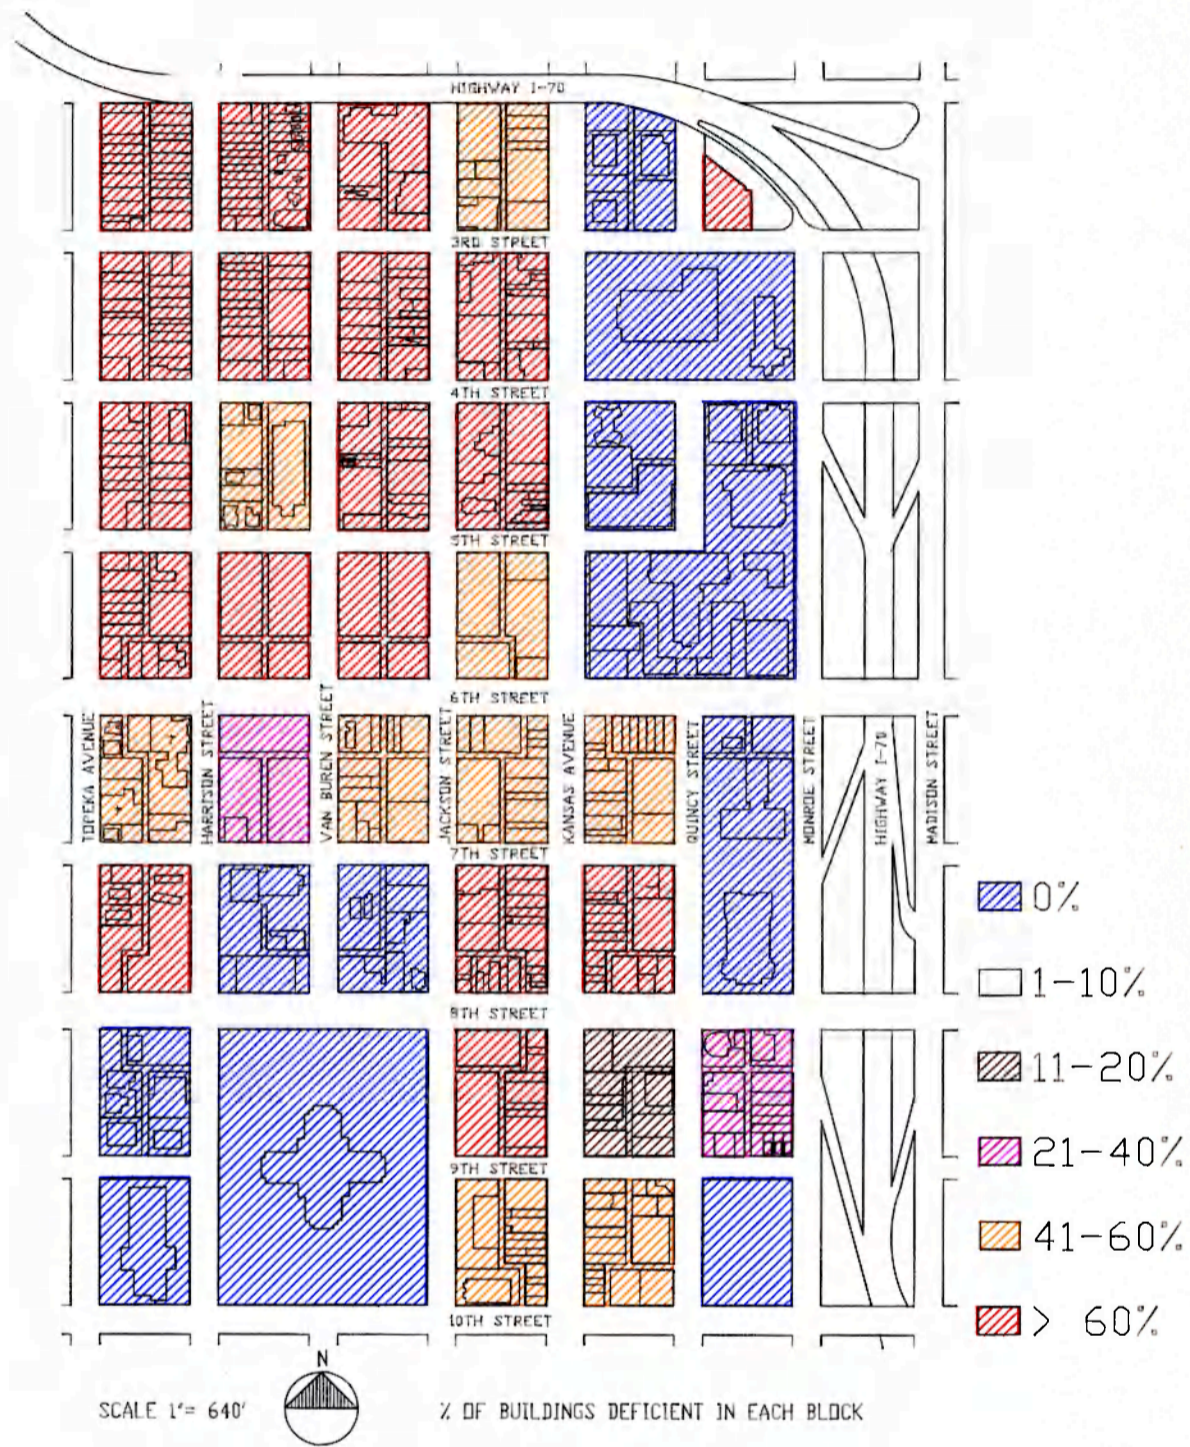 HIGHWAY I-70
3RD STREET
4TH STREET
5TH STREET
6TH STREET
TOPEKA AVENUE
HARRISON STREET
VAN BUREN STREET
JACKSON STREET
KANSAS AVENUE
QUINCY STREET
MONROE STREET
HIGHWAY I-70
MADISON STREET
7TH STREET
8TH STREET
9TH STREET
10TH STREET
0%
1-10%
11-20%
21-40%
41-60%
> 60%
N
SCALE 1"= 640'
% OF BUILDINGS DEFICIENT IN EACH BLOCK